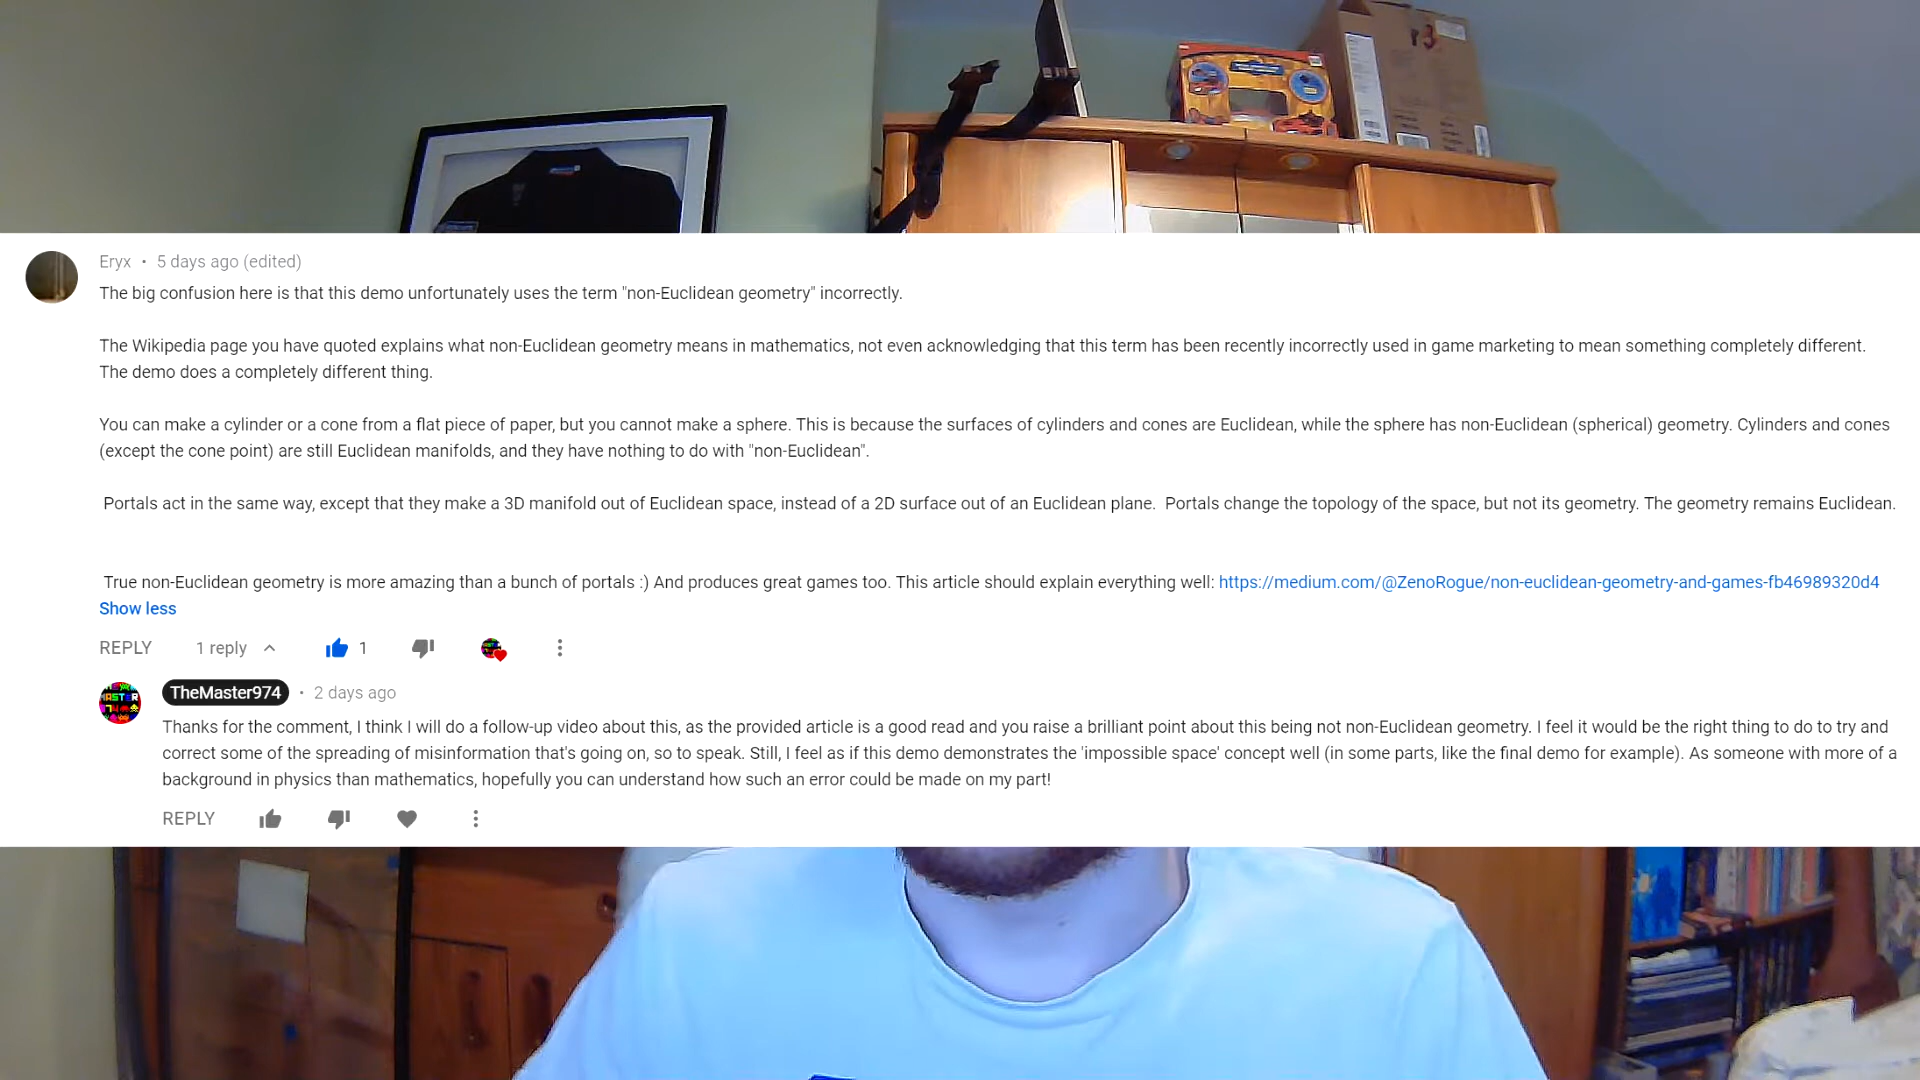 Eryx • 5 days ago (edited)
The big confusion here is that this demo unfortunately uses the term "non-Euclidean geometry" incorrectly.
The Wikipedia page you have quoted explains what non-Euclidean geometry means in mathematics, not even acknowledging that this term has been recently incorrectly used in game marketing to mean something completely different.
The demo does a completely different thing.
You can make a cylinder or a cone from a flat piece of paper, but you cannot make a sphere. This is because the surfaces of cylinders and cones are Euclidean, while the sphere has non-Euclidean (spherical) geometry. Cylinders and cones
(except the cone point) are still Euclidean manifolds, and they have nothing to do with "non-Euclidean".
Portals act in the same way, except that they make a 3D manifold out of Euclidean space, instead of a 2D surface out of an Euclidean plane. Portals change the topology of the space, but not its geometry. The geometry remains Euclidean.
True non-Euclidean geometry is more amazing than a bunch of portals :) And produces great games too. This article should explain everything well: https://medium.com/@ZenoRogue/non-euclidean-geometry-and-games-fb46989320d4
Show less
REPLY 1 reply 1
TheMaster974 • 2 days ago
Thanks for the comment, I think I will do a follow-up video about this, as the provided article is a good read and you raise a brilliant point about this being not non-Euclidean geometry. I feel it would be the right thing to do to try and
correct some of the spreading of misinformation that's going on, so to speak. Still, I feel as if this demo demonstrates the 'impossible space' concept well (in some parts, like the final demo for example). As someone with more of a
background in physics than mathematics, hopefully you can understand how such an error could be made on my part!
REPLY